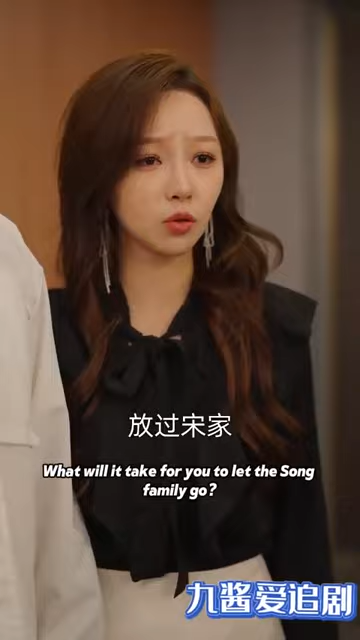 放过宋家
What will it take for you to let the Song
family go?
九酱爱追剧